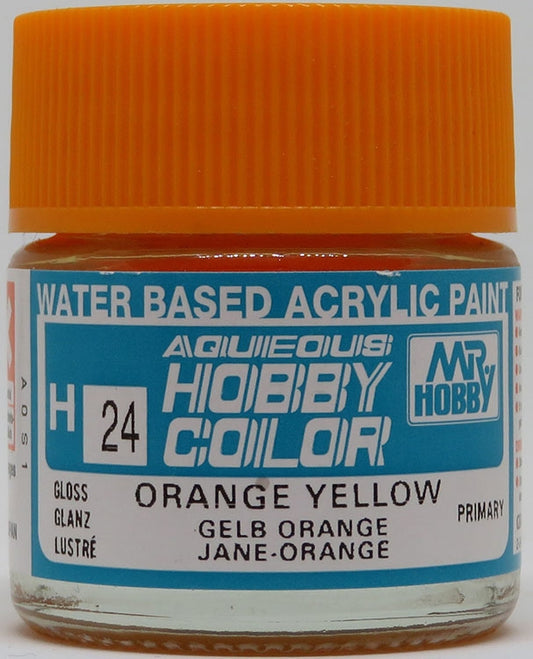 WATER BASED ACRYLIC PAINT
AQUEOUS
HOBBY
COLOR
MR.
HOBBY
H 24
GLOSS
GLANZ
LUSTRÉ
ORANGE YELLOW
GELB ORANGE
JANE-ORANGE
PRIMARY
A0S1